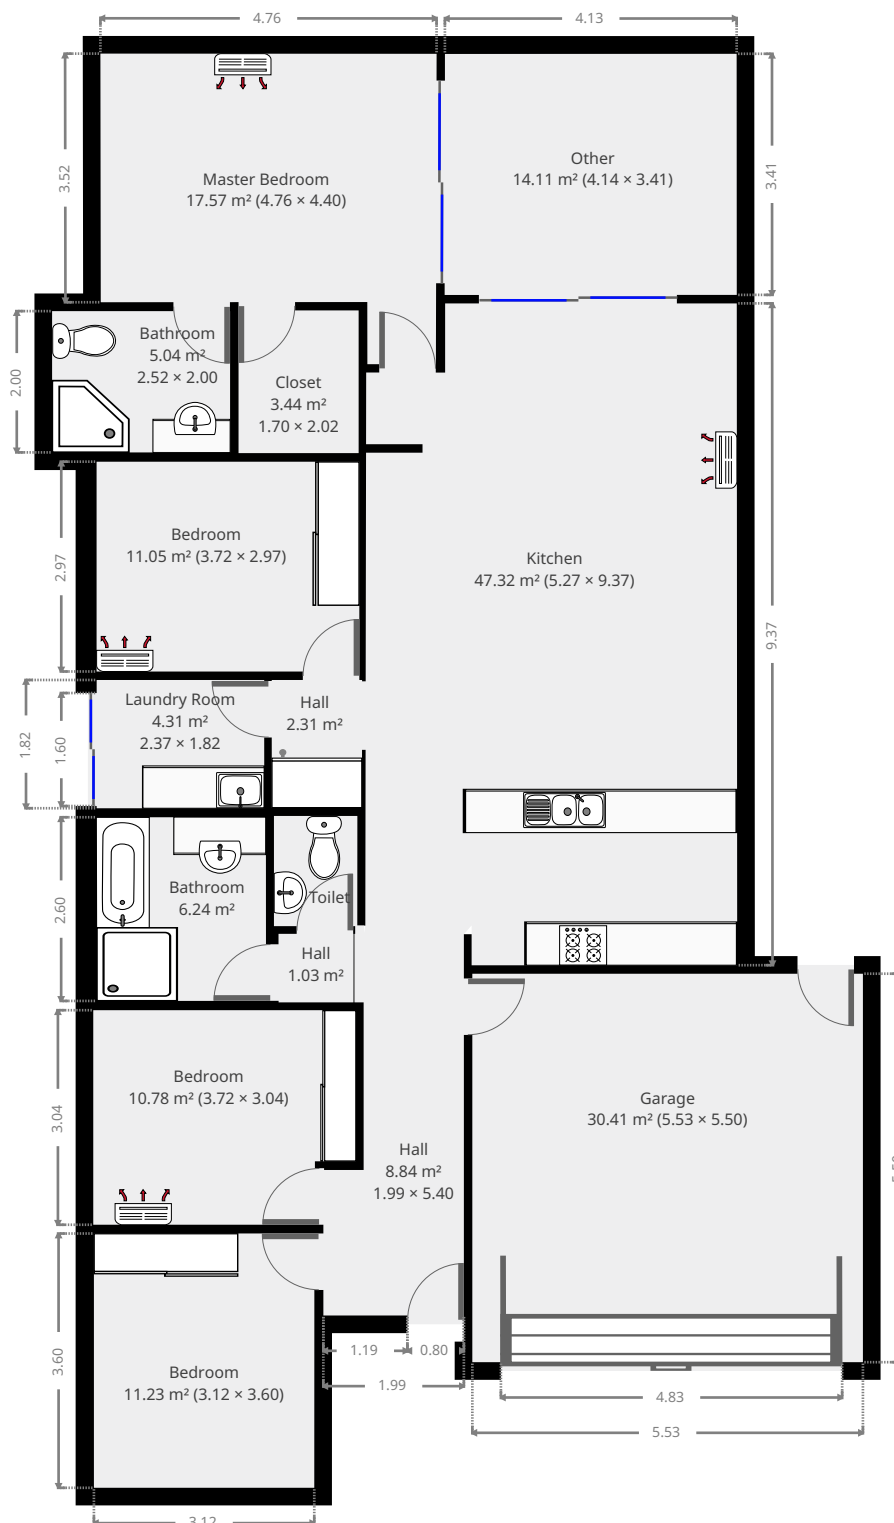 4.76
4.13
3.52
3.41
Master Bedroom
17.57 m² (4.76 × 4.40)
Other
14.11 m² (4.14 × 3.41)
2.00
Bathroom
5.04 m²
2.52 × 2.00
Closet
3.44 m²
1.70 × 2.02
2.97
Bedroom
11.05 m² (3.72 × 2.97)
Kitchen
47.32 m² (5.27 × 9.37)
9.37
1.82
1.60
Laundry Room
4.31 m²
2.37 × 1.82
Hall
2.31 m²
2.60
Bathroom
6.24 m²
Toilet
Hall
1.03 m²
3.04
Bedroom
10.78 m² (3.72 × 3.04)
Garage
30.41 m² (5.53 × 5.50)
Hall
8.84 m²
1.99 × 5.40
3.60
Bedroom
11.23 m² (3.12 × 3.60)
1.19
0.80
1.99
4.83
5.53
3.12